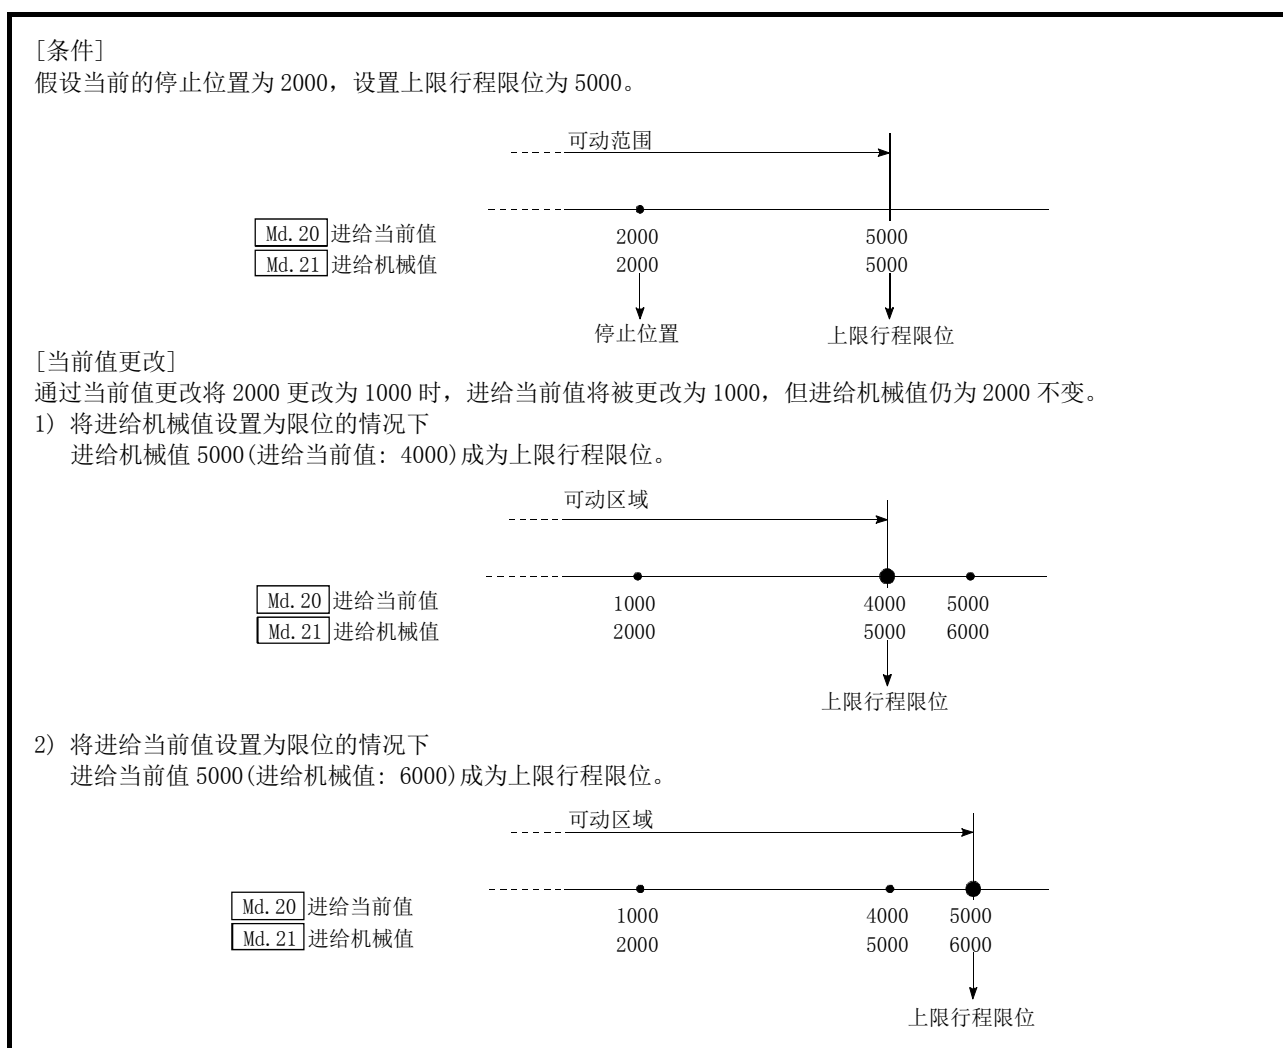 [条件]
假设当前的停止位置为 2000，设置上限行程限位为 5000。
可动范围
Md.20 进给当前值 2000 5000
Md.21 进给机械值 2000 5000
停止位置 上限行程限位
[当前值更改]
通过当前值更改将 2000 更改为 1000 时，进给当前值将被更改为 1000，但进给机械值仍为 2000 不变。
1) 将进给机械值设置为限位的情况下
进给机械值 5000(进给当前值: 4000)成为上限行程限位。
可动区域
Md.20 进给当前值 1000 4000 5000
Md.21 进给机械值 2000 5000 6000
上限行程限位
2) 将进给当前值设置为限位的情况下
进给当前值 5000(进给机械值: 6000)成为上限行程限位。
可动区域
Md.20 进给当前值 1000 4000 5000
Md.21 进给机械值 2000 5000 6000
上限行程限位